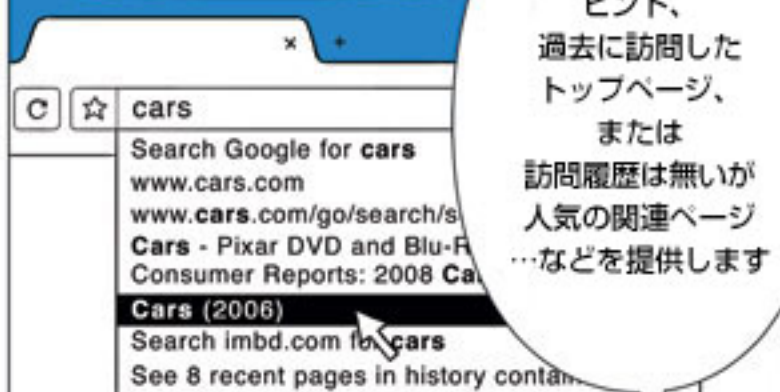 ヒント、
過去に訪問した
トップページ、
または
訪問履歴は無いが
人気の関連ページ
…などを提供します
× +
C ☆ cars
Search Google for cars
www.cars.com
www.cars.com/go/search/s
Cars - Pixar DVD and Blu-R
Consumer Reports: 2008 Ca
Cars (2006)
Search imbd.com for cars
See 8 recent pages in history contain